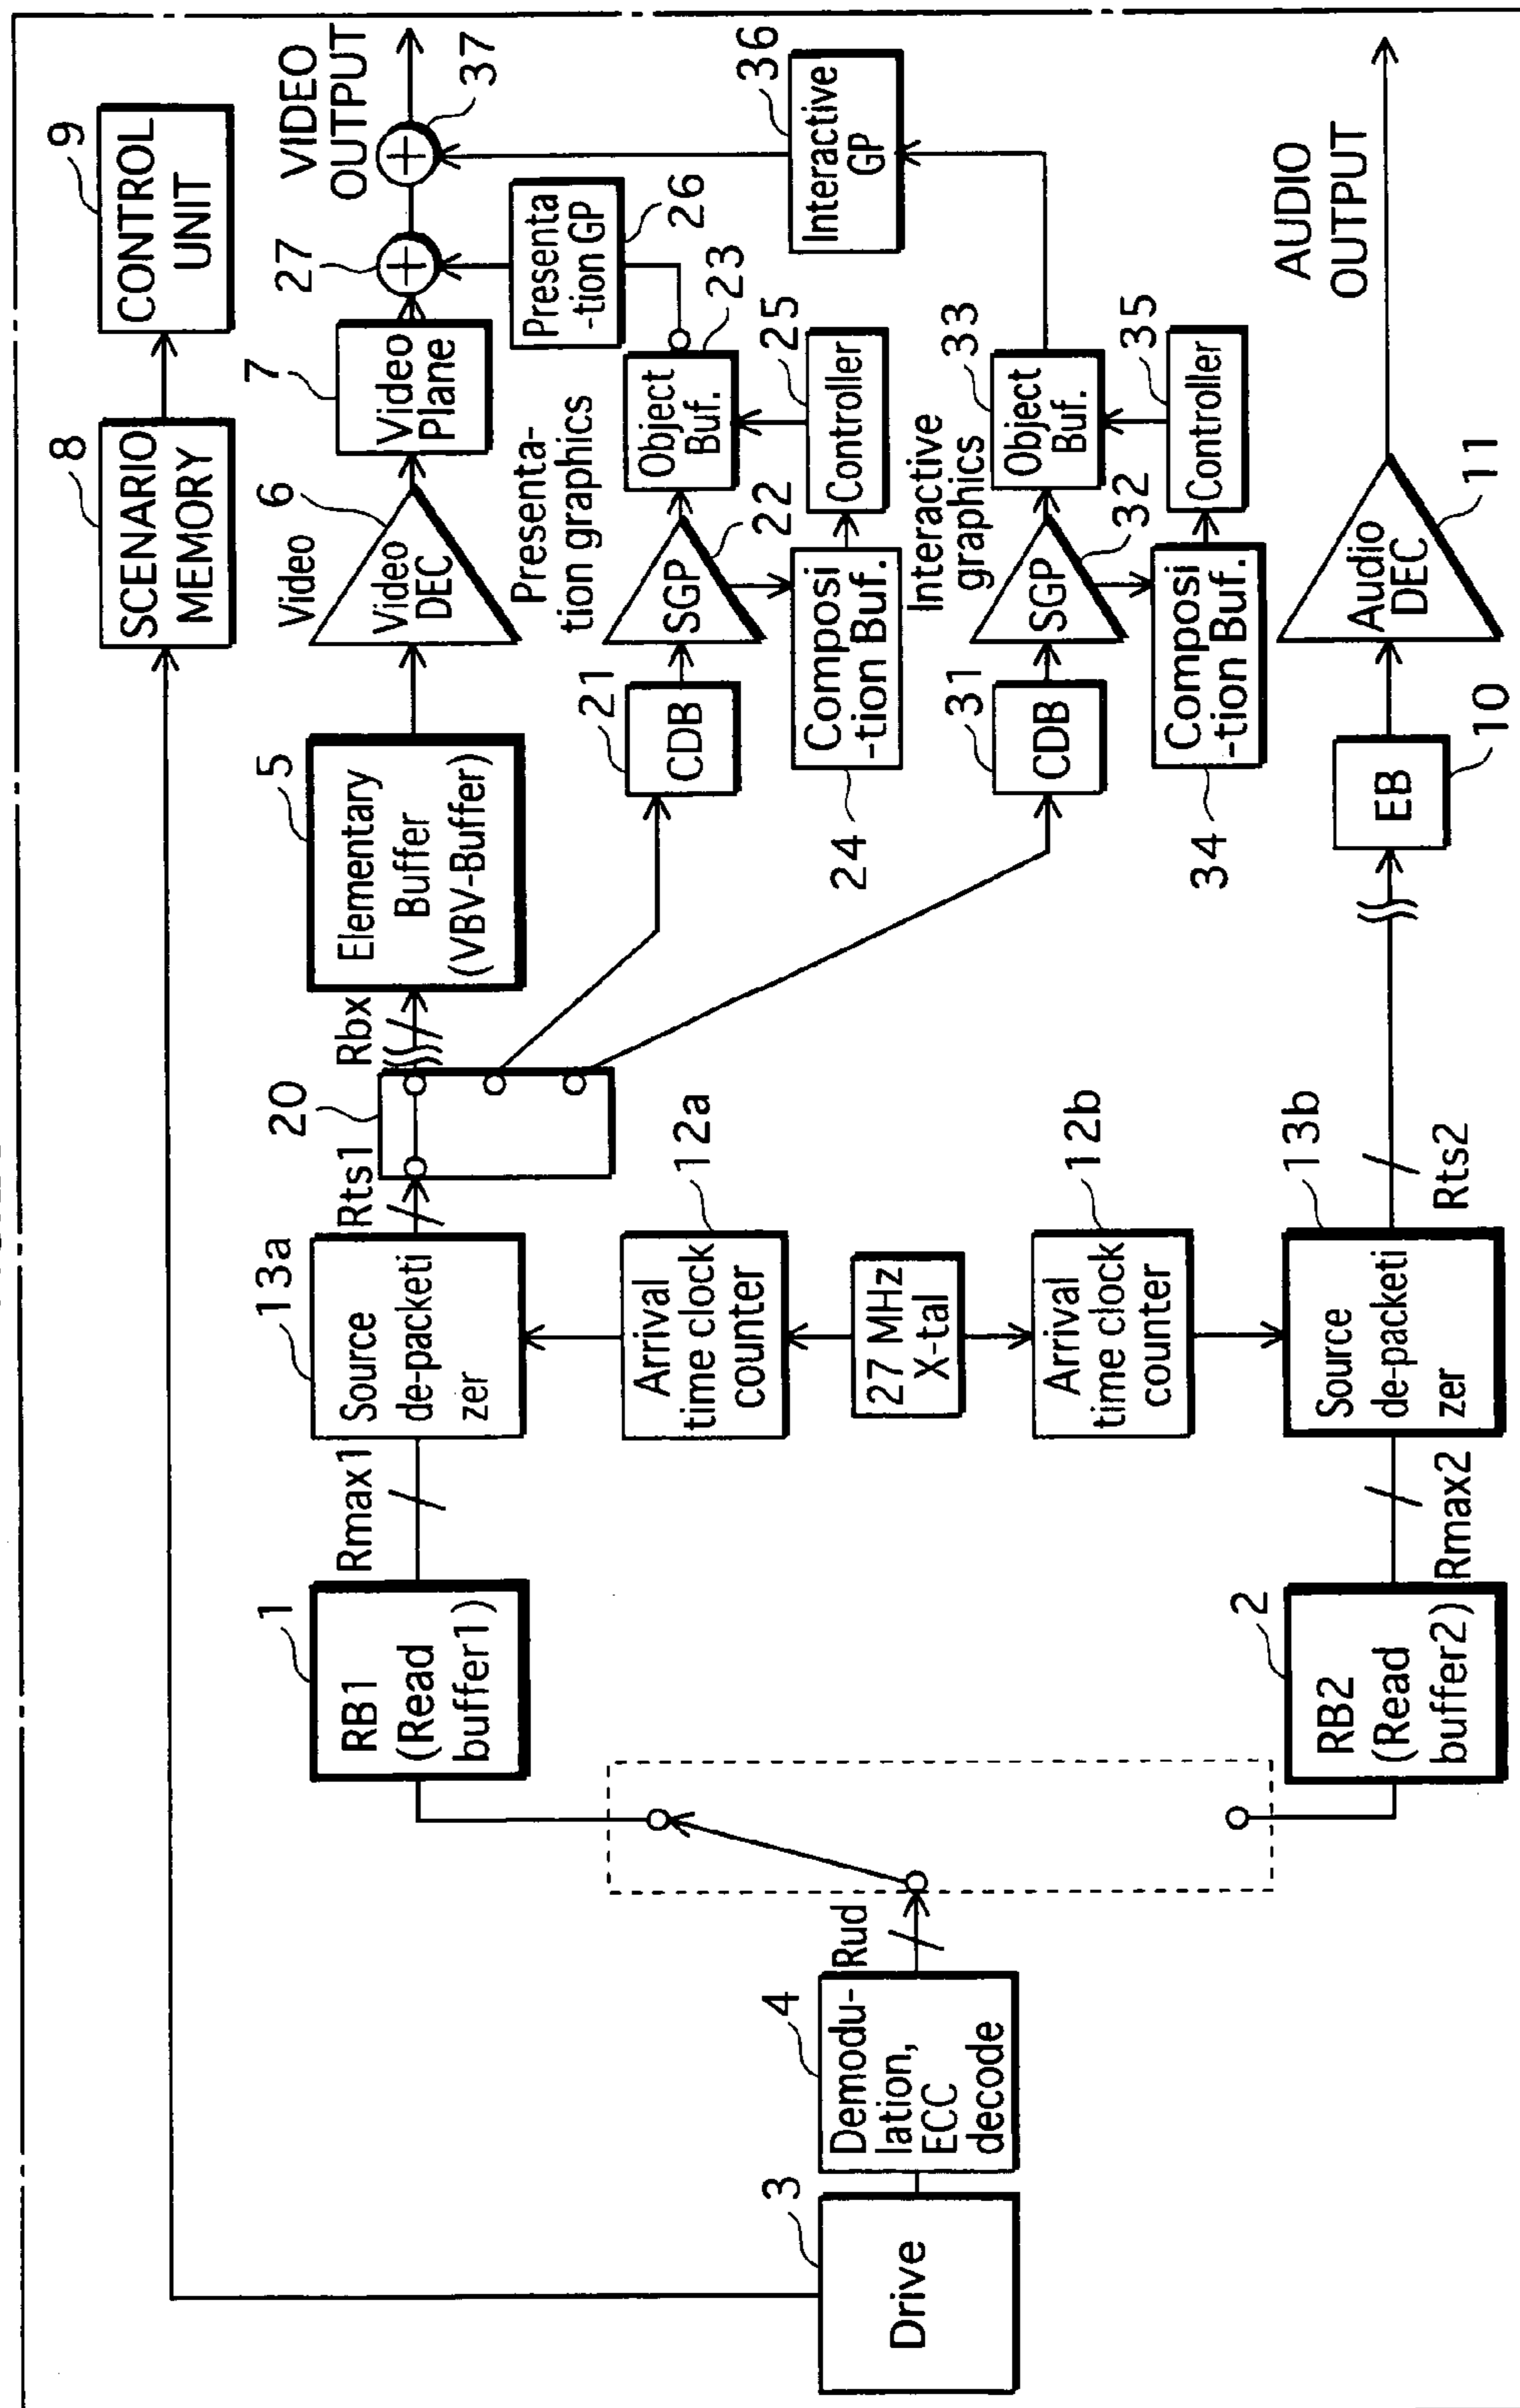 9
CONTROL
UNIT
8
SCENARIO
MEMORY
VIDEO
OUTPUT
37
27
7
Video
Plane
6
Video
Video
DEC
5
Elementary
Buffer
(VBV-Buffer)
Rbx
20
Rts1
13a
Source
de-packeti
zer
Rmax1
1
RB1
(Read
buffer1)
Presenta
-tion GP
26
Presenta-
tion graphics
23
Object
Buf.
25
Controller
22
SGP
21
CDB
Composi
-tion Buf.
24
36
Interactive
GP
Interactive
graphics
33
Object
Buf.
35
Controller
32
SGP
31
CDB
Composi
-tion Buf.
34
12a
Arrival
time clock
counter
27 MHz
X-tal
12b
Arrival
time clock
counter
3
Drive
4
Demodu-
lation,
ECC
decode
Rud
2
RB2
(Read
buffer2)
Rmax2
13b
Source
de-packeti
zer
Rts2
10
EB
11
Audio
DEC
AUDIO
OUTPUT